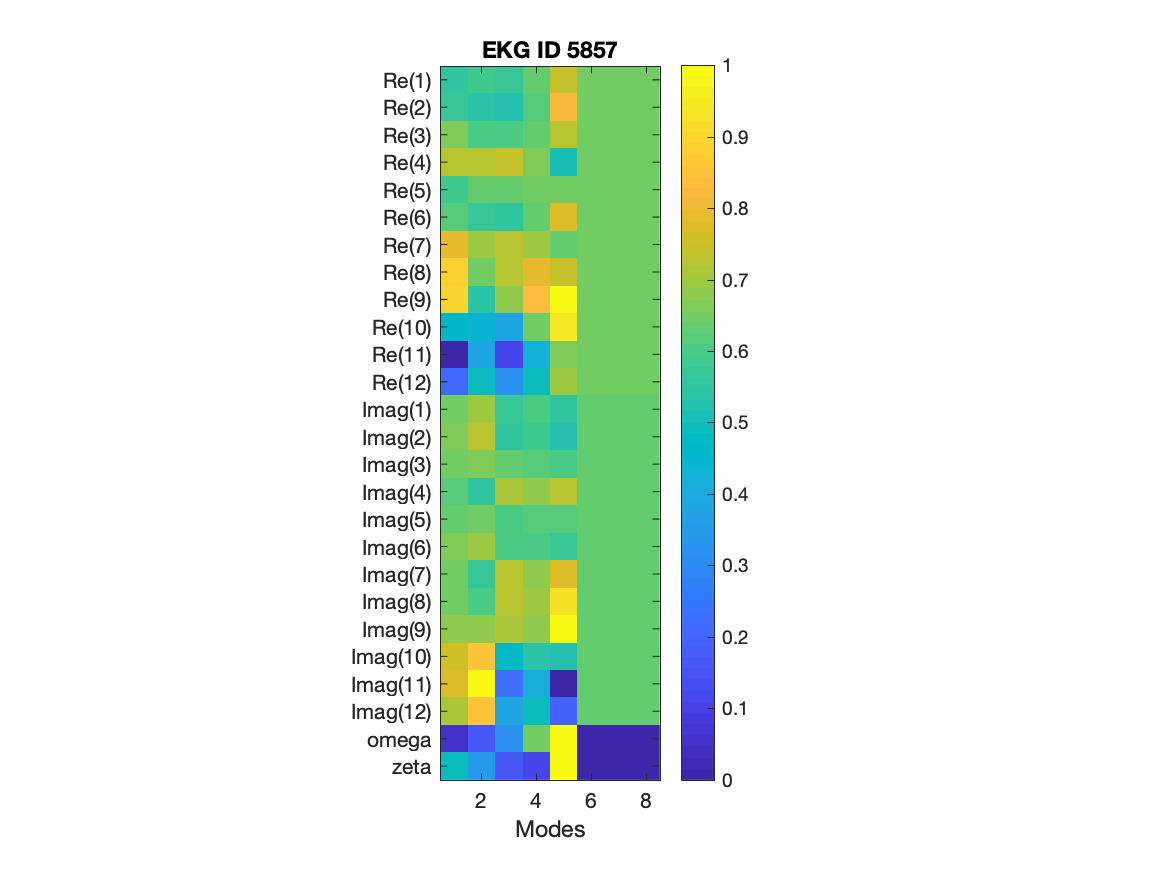 EKG ID 5857
Re(1)
Re(2)
Re(3)
Re(4)
Re(5)
Re(6)
Re(7)
Re(8)
Re(9)
Re(10)
Re(11)
Re(12)
Imag(1)
Imag(2)
Imag(3)
Imag(4)
Imag(5)
Imag(6)
Imag(7)
Imag(8)
Imag(9)
Imag(10)
Imag(11)
Imag(12)
omega
zeta
2 4 6 8
Modes
1
0.9
0.8
0.7
0.6
0.5
0.4
0.3
0.2
0.1
0